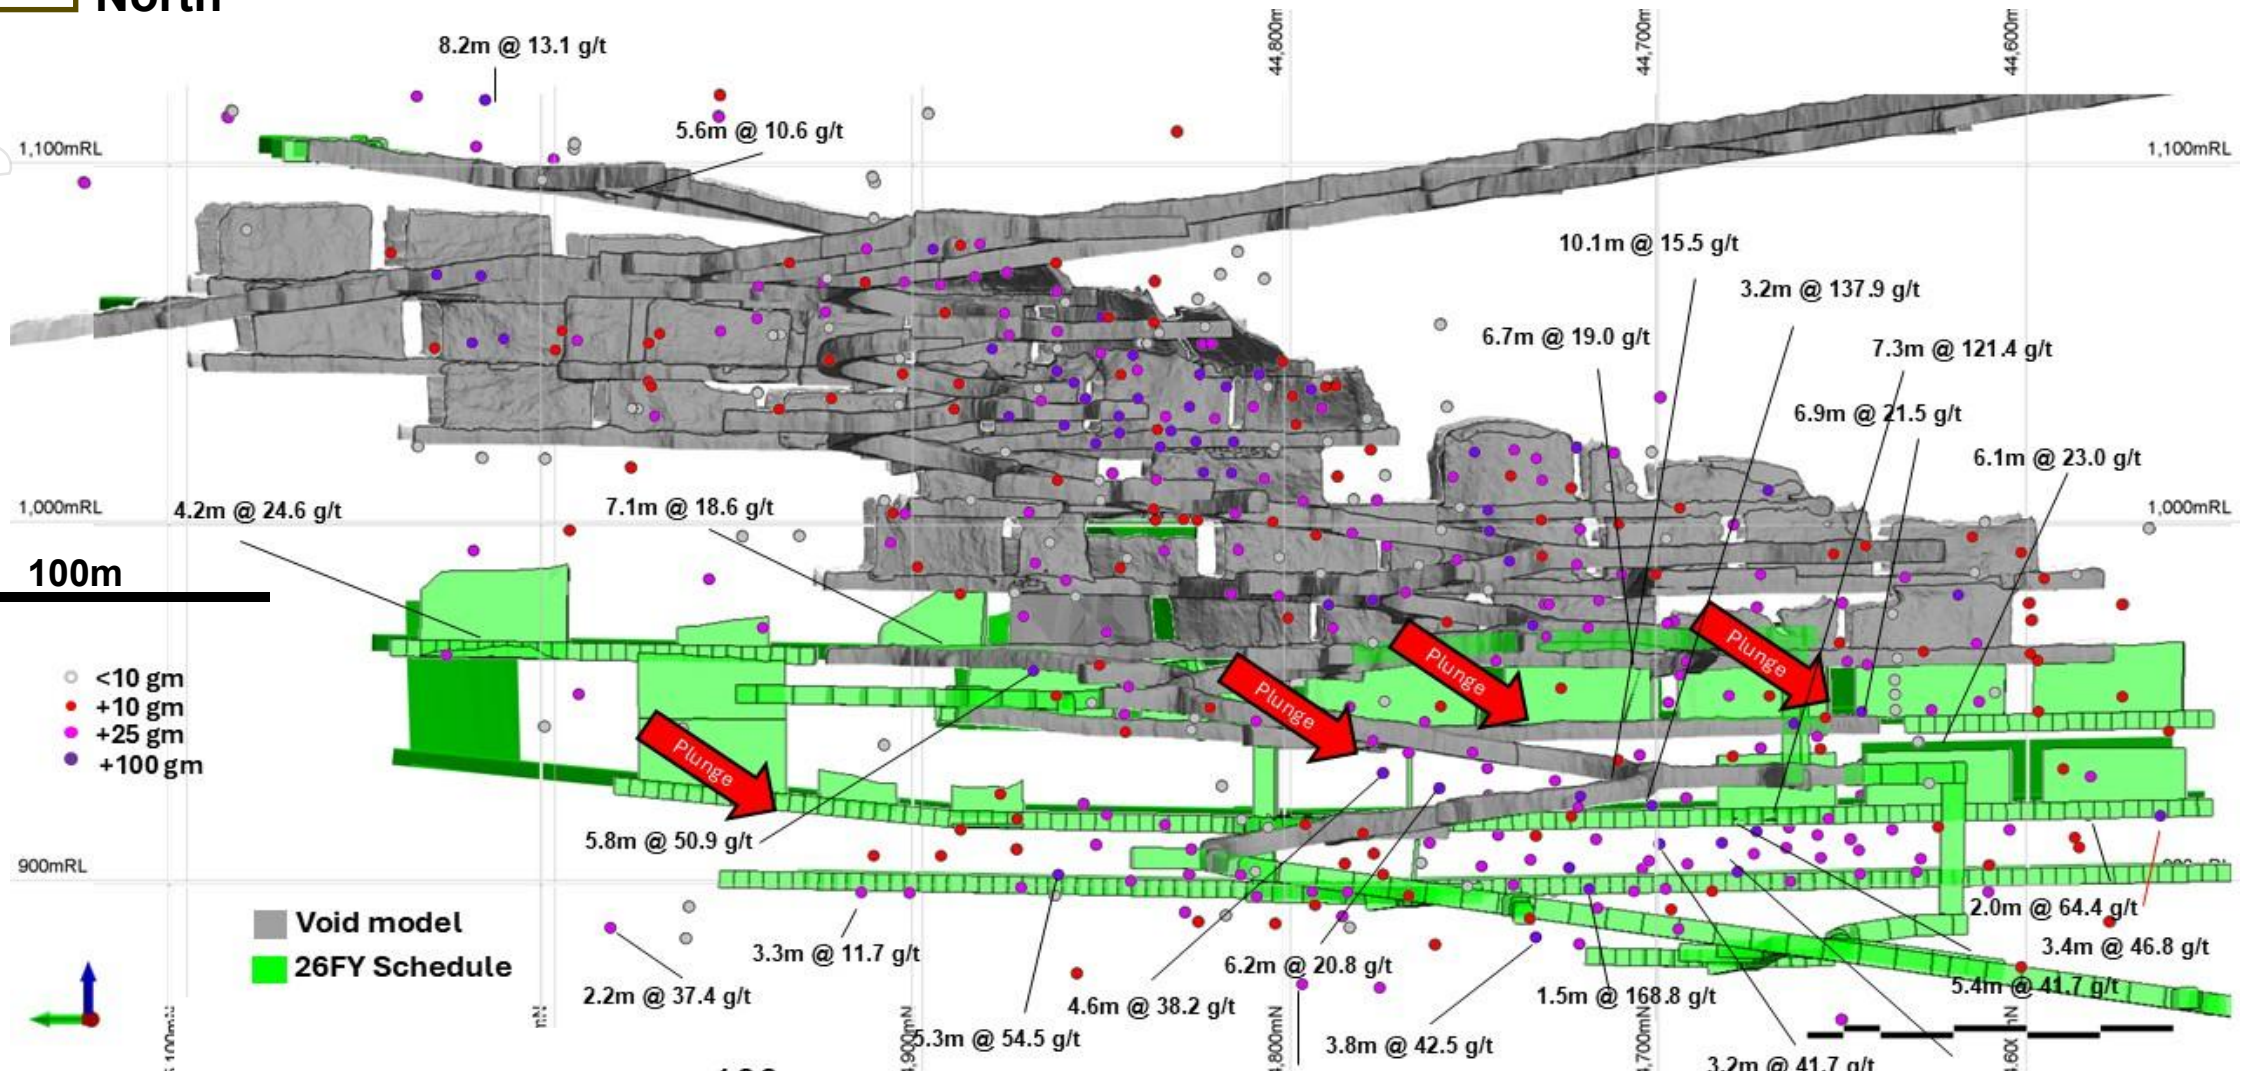 North
8.2m @ 13.1 g/t
44,800m
44,700m
44,600m
5.6m @ 10.6 g/t
1,100mRL
1,100mRL
10.1m @ 15.5 g/t
3.2m @ 137.9 g/t
6.7m @ 19.0 g/t
7.3m @ 121.4 g/t
6.9m @ 21.5 g/t
6.1m @ 23.0 g/t
1,000mRL
4.2m @ 24.6 g/t
7.1m @ 18.6 g/t
1,000mRL
100m
Plunge
Plunge
Plunge
Plunge
<10 gm
+10 gm
+25 gm
+100 gm
5.8m @ 50.9 g/t
900mRL
Void model
26FY Schedule
3.3m @ 11.7 g/t
2.2m @ 37.4 g/t
5.3m @ 54.5 g/t
4.6m @ 38.2 g/t
6.2m @ 20.8 g/t
3.8m @ 42.5 g/t
1.5m @ 168.8 g/t
2.0m @ 64.4 g/t
3.4m @ 46.8 g/t
5.4m @ 41.7 g/t
3.2m @ 41.7 g/t
,900mN
,800mN
,700mN